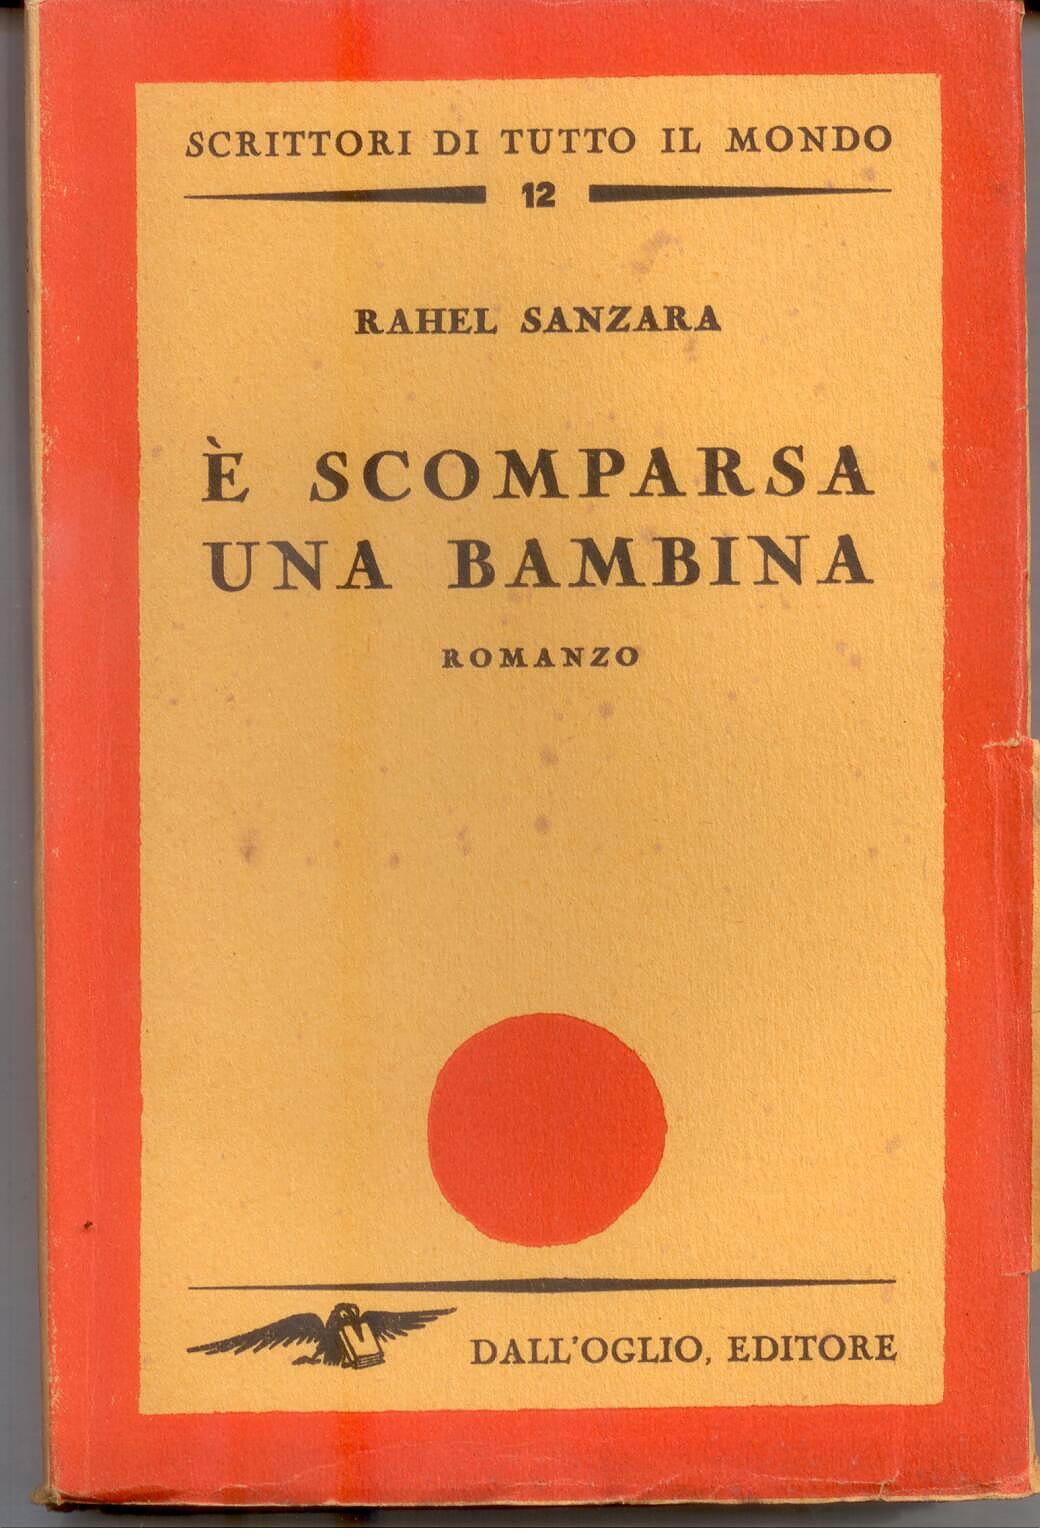 SCRITTORI DI TUTTO IL MONDO
12
RAHEL SANZARA
È SCOMPARSA
UNA BAMBINA
ROMANZO
DALL'OGLIO, EDITORE